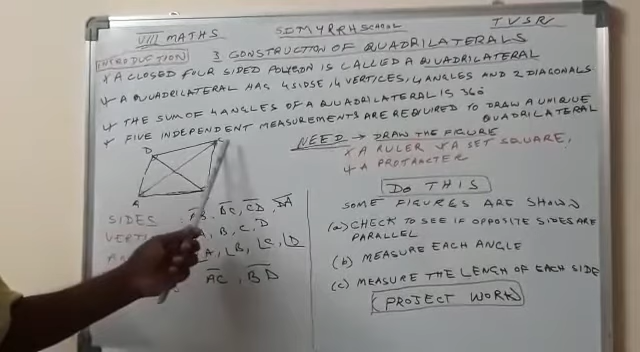 VIII MATHS SDMYRRH SCHOOL TVSR
INTRODUCTION 3 CONSTRUCTION OF QUADRILATERALS
* A CLOSED FOUR SIDED POLYGON IS CALLED A QUADRILATERAL
* A QUADRILATERAL HAS 4 SIDSE, 4 VERTICES, 4 ANGLES AND 2 DIAGONALS
* THE SUM OF 4 ANGLES OF A QUADRILATERAL IS 360°
* FIVE INDEPENDENT MEASUREMENTS ARE REQUIRED TO DRAW A UNIQUE QUADRILATERAL
NEED → DRAW THE FIGURE
* A RULER * A SET SQUARE,
* A PROTRACTER
D
A
SIDES : AB, BC, CD, DA
A, B, C, D
∠A, ∠B, ∠C, ∠D
AC, BD
DO THIS
SOME FIGURES ARE SHOWN
(a) CHECK TO SEE IF OPPOSITE SIDES ARE PARALLEL
(b) MEASURE EACH ANGLE
(c) MEASURE THE LENGH OF EACH SIDE
(PROJECT WORK)